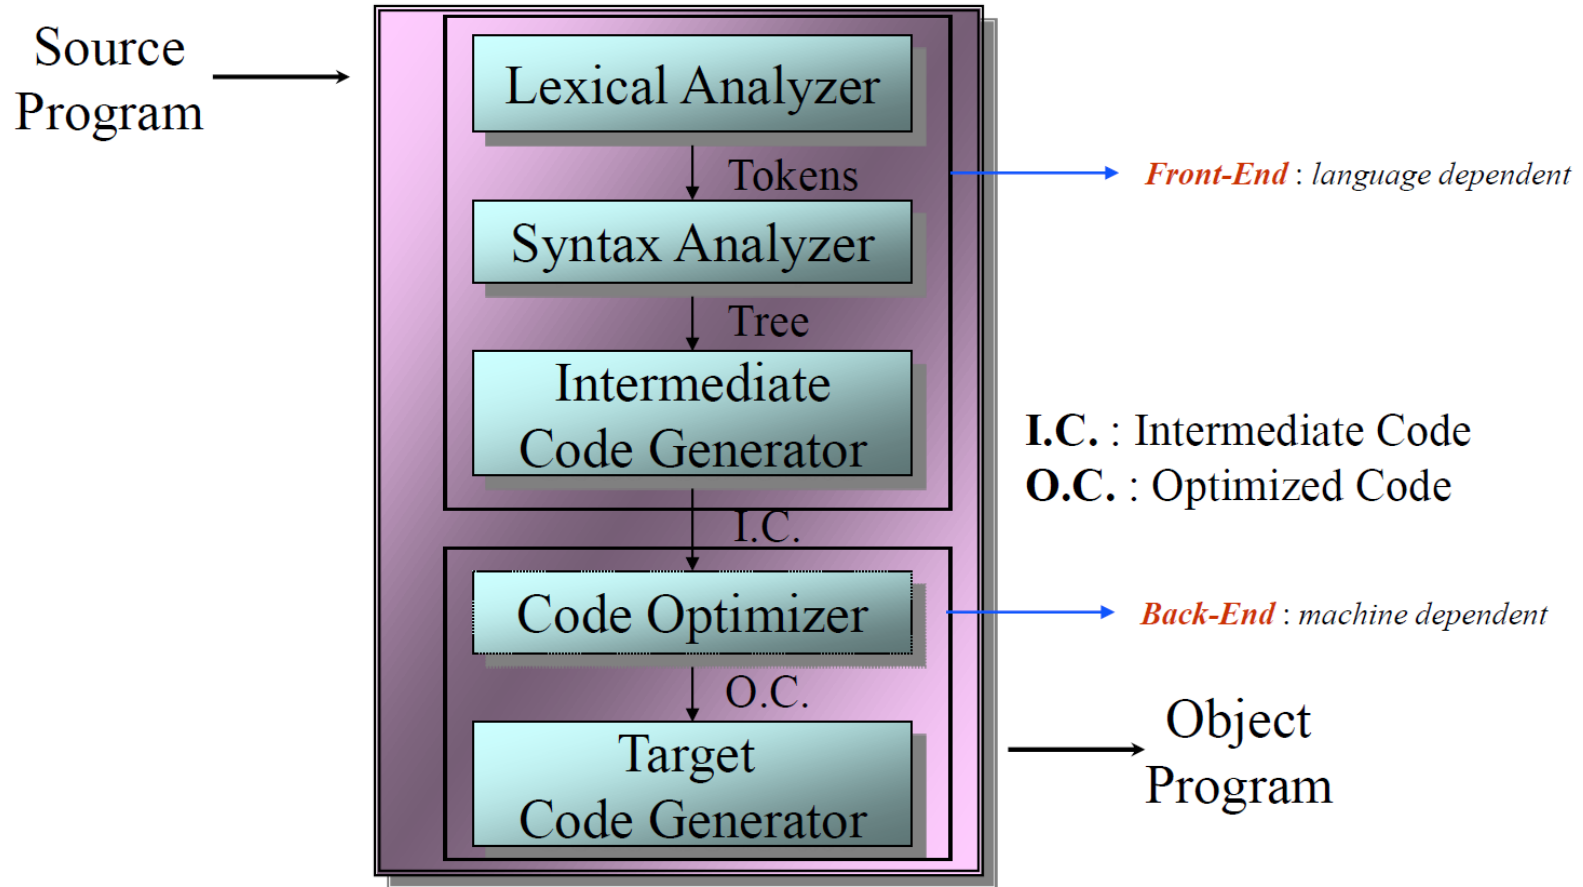 Source
Program
Lexical Analyzer
Tokens
Front-End : language dependent
Syntax Analyzer
Tree
Intermediate
Code Generator
I.C. : Intermediate Code
O.C. : Optimized Code
I.C.
Code Optimizer
Back-End : machine dependent
O.C.
Target
Code Generator
Object
Program